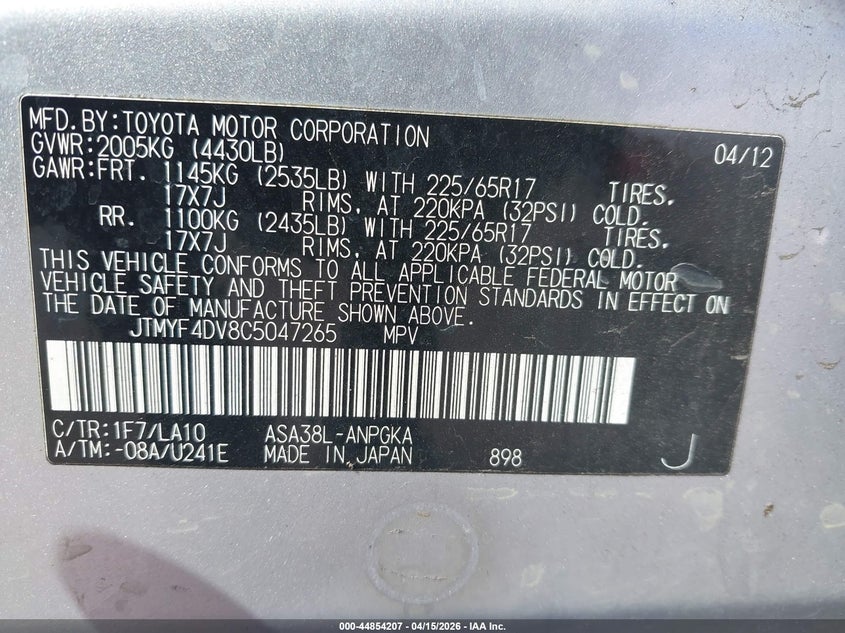 MFD.BY:TOYOTA MOTOR CORPORATION 04/12
GVWR:2005KG (4430LB)
GAWR:FRT. 1145KG (2535LB) WITH 225/65R17 TIRES.
17X7J RIMS, AT 220KPA (32PSI) COLD.
RR. 1100KG (2435LB) WITH 225/65R17 TIRES.
17X7J RIMS, AT 220KPA (32PSI) COLD.
THIS VEHICLE CONFORMS TO ALL APPLICABLE FEDERAL MOTOR
VEHICLE SAFETY AND THEFT PREVENTION STANDARDS IN EFFECT ON
THE DATE OF MANUFACTURE SHOWN ABOVE.
JTMYF4DV8C5047265 MPV
C/TR:1F7/LA10 ASA38L-ANPGKA
A/TM:-08A/U241E MADE IN JAPAN 898 J
000-44854207 - 04/15/2026 - IAA Inc.